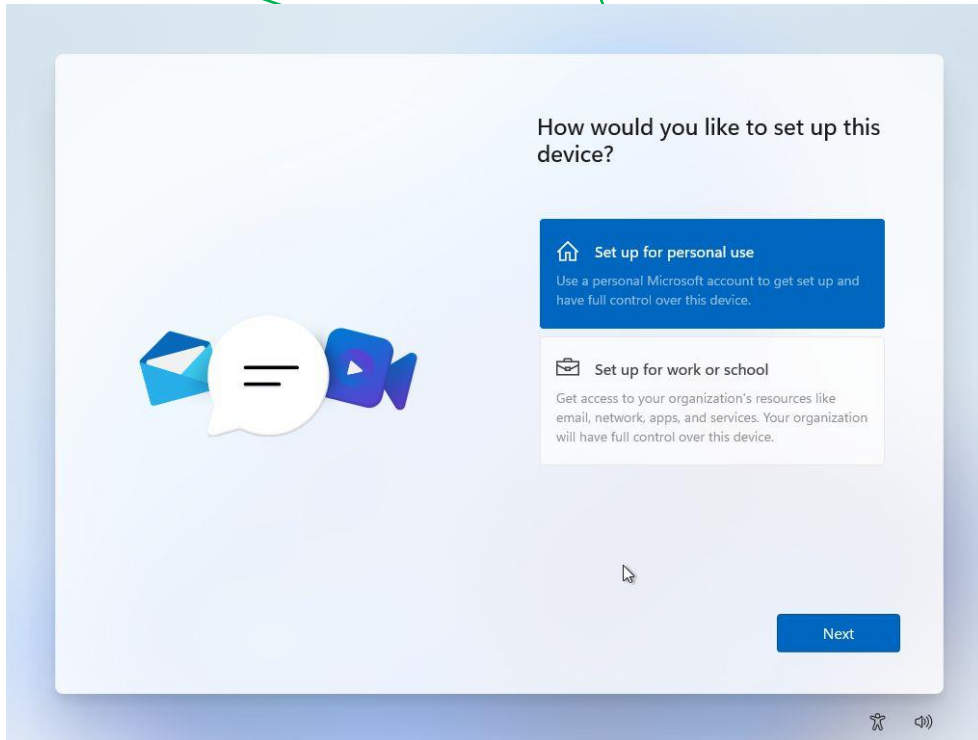 How would you like to set up this
device?
Set up for personal use
Use a personal Microsoft account to get set up and
have full control over this device.
Set up for work or school
Get access to your organization's resources like
email, network, apps, and services. Your organization
will have full control over this device.
Next